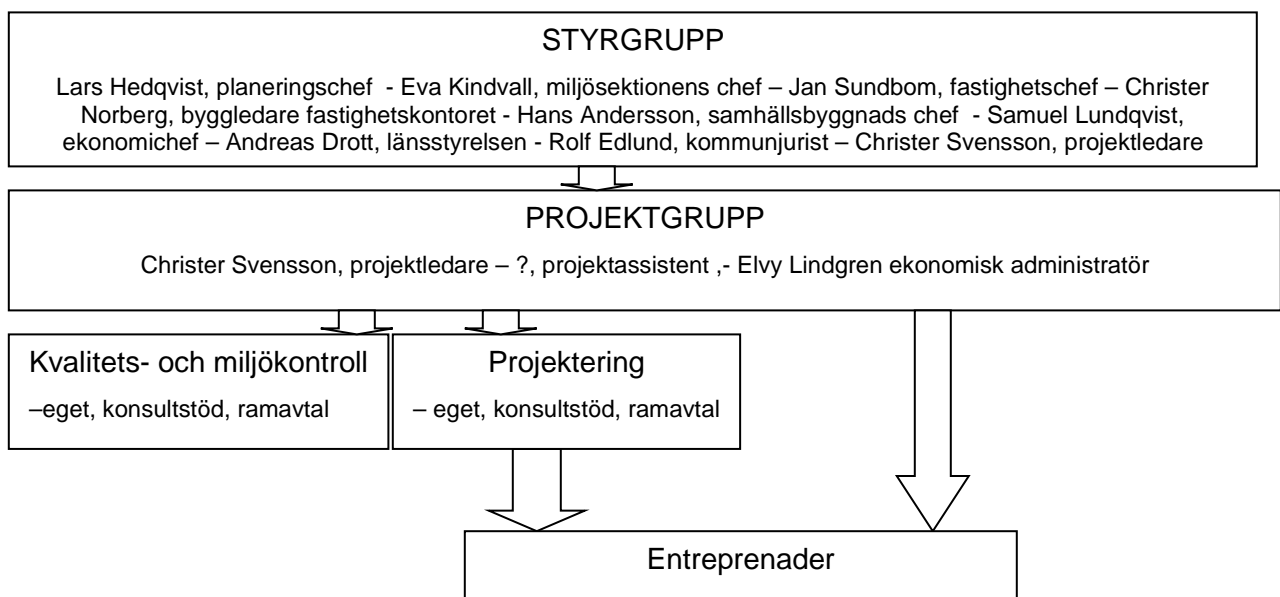 STYRGRUPP
Lars Hedqvist, planeringschef - Eva Kindvall, miljösektionens chef – Jan Sundbom, fastighetschef – Christer
Norberg, byggledare fastighetskontoret - Hans Andersson, samhällsbyggnads chef - Samuel Lundqvist,
ekonomichef – Andreas Drott, länsstyrelsen - Rolf Edlund, kommunjurist – Christer Svensson, projektledare
PROJEKTGRUPP
Christer Svensson, projektledare – ?, projektassistent ,- Elvy Lindgren ekonomisk administratör
Kvalitets- och miljökontroll
–eget, konsultstöd, ramavtal
Projektering
– eget, konsultstöd, ramavtal
Entreprenader